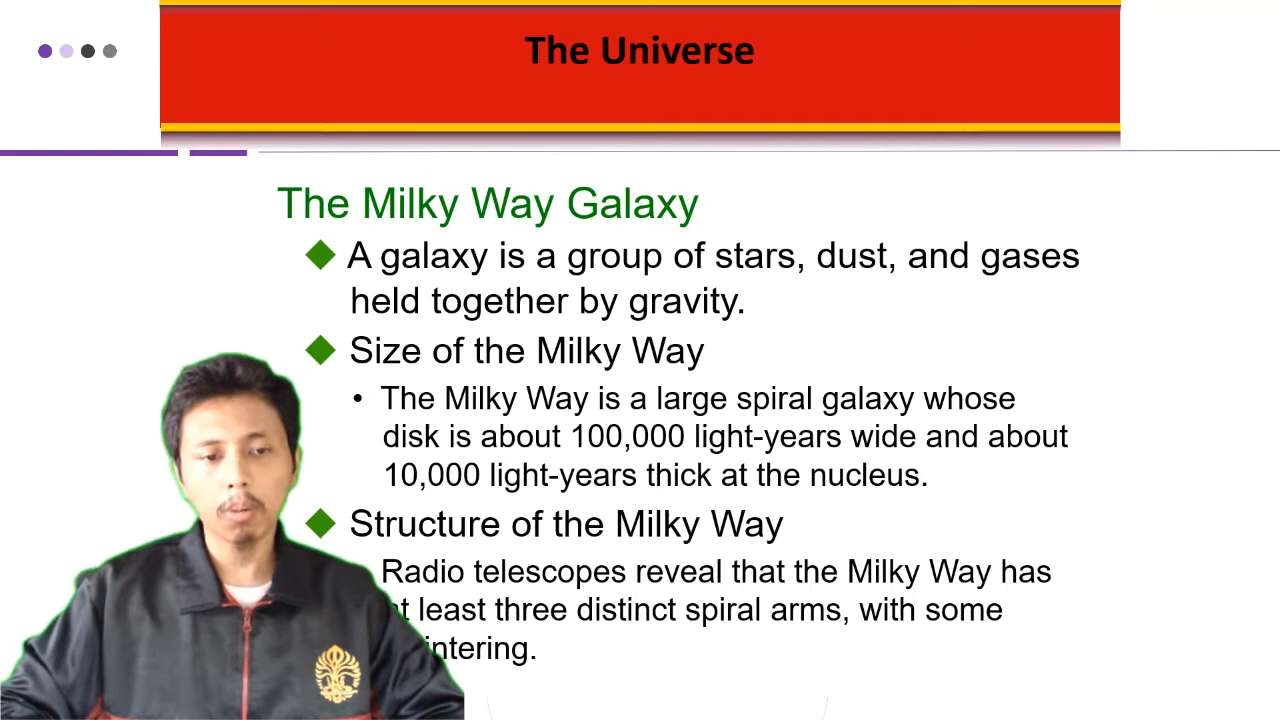 The Universe
The Milky Way Galaxy
A galaxy is a group of stars, dust, and gases
held together by gravity.
Size of the Milky Way
• The Milky Way is a large spiral galaxy whose
disk is about 100,000 light-years wide and about
10,000 light-years thick at the nucleus.
Structure of the Milky Way
Radio telescopes reveal that the Milky Way has
least three distinct spiral arms, with some